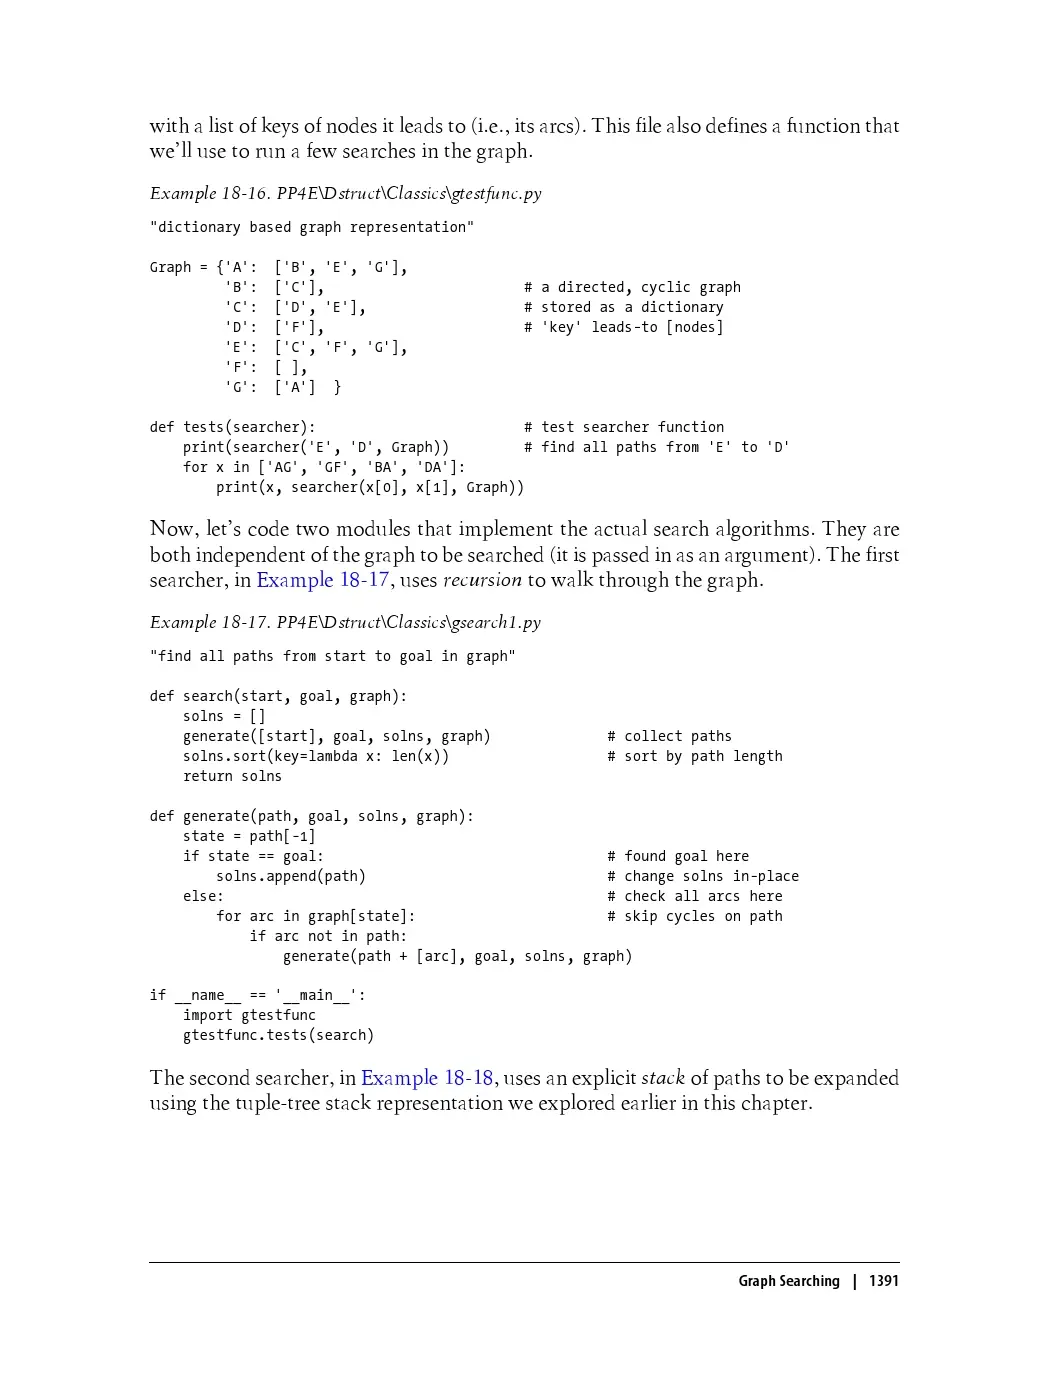 with a list of keys of nodes it leads to (i.e., its arcs). This file also defines a function that
we'll use to run a few searches in the graph.
Example 18-16. PP4E\Dstruct\Classics\gtestfunc.py
"dictionary based graph representation"
Graph = {'A':  ['B', 'E', 'G'],
         'B':  ['C'],                        # a directed, cyclic graph
         'C':  ['D', 'E'],                   # stored as a dictionary
         'D':  ['F'],                        # 'key' leads-to [nodes]
         'E':  ['C', 'F', 'G'],
         'F':  [ ],
         'G':  ['A']  }
def tests(searcher):                         # test searcher function
    print(searcher('E', 'D', Graph))         # find all paths from 'E' to 'D'
    for x in ['AG', 'GF', 'BA', 'DA']:
        print(x, searcher(x[0], x[1], Graph))
Now, let's code two modules that implement the actual search algorithms. They are
both independent of the graph to be searched (it is passed in as an argument). The first
searcher, in Example 18-17, uses recursion to walk through the graph.
Example 18-17. PP4E\Dstruct\Classics\gsearch1.py
"find all paths from start to goal in graph"
def search(start, goal, graph):
    solns = []
    generate([start], goal, solns, graph)              # collect paths
    solns.sort(key=lambda x: len(x))                   # sort by path length
    return solns
def generate(path, goal, solns, graph):
    state = path[-1]
    if state == goal:                                  # found goal here
        solns.append(path)                             # change solns in-place
    else:                                              # check all arcs here
        for arc in graph[state]:                       # skip cycles on path
            if arc not in path:
                generate(path + [arc], goal, solns, graph)
if __name__ == '__main__':
    import gtestfunc
    gtestfunc.tests(search)
The second searcher, in Example 18-18, uses an explicit stack of paths to be expanded
using the tuple-tree stack representation we explored earlier in this chapter.
Graph Searching | 1391